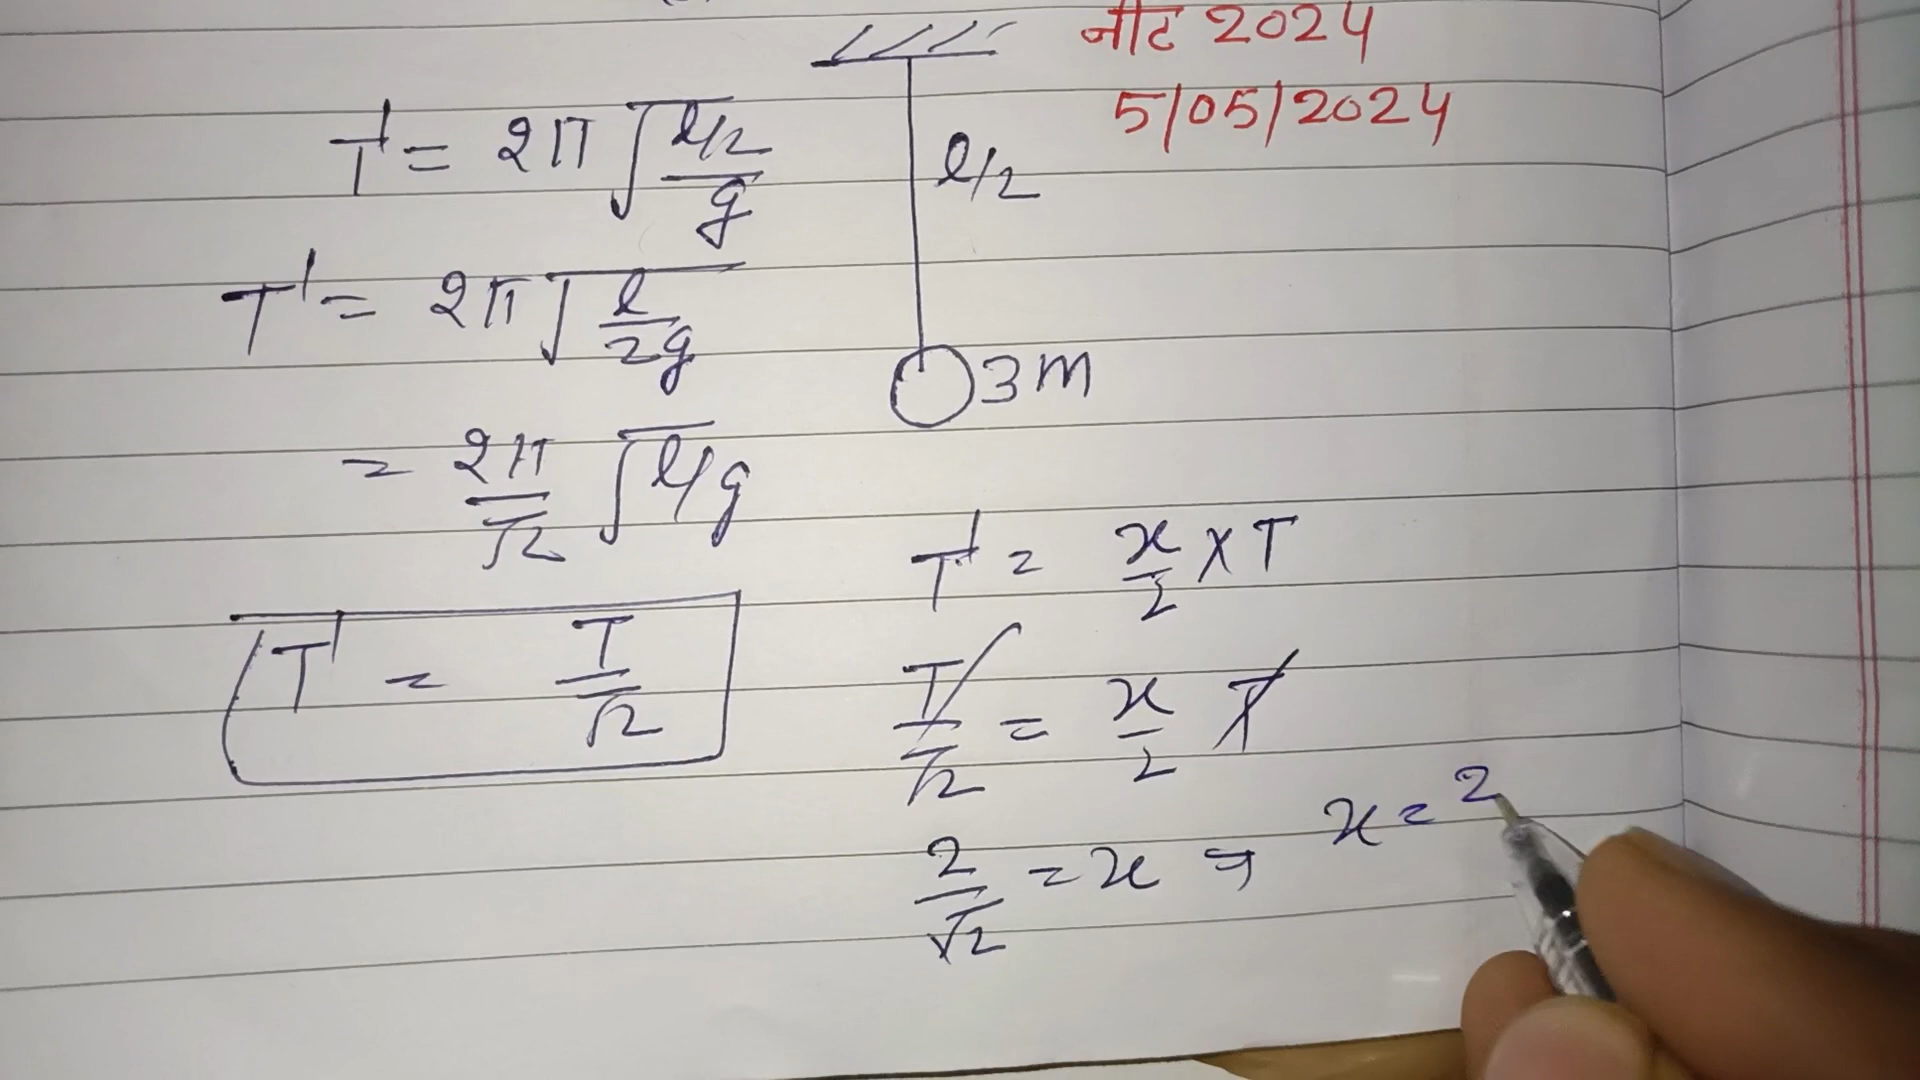 नीट 2024
5/05/2024
T' = 2π √(l/2 / g)
l/2
T' = 2π √(l / 2g)
3m
= 2π/√2 √l/g
T' = T/√2
T' = x/2 × T
T/√2 = x/2 T
2/√2 = x ⇒ x = 2